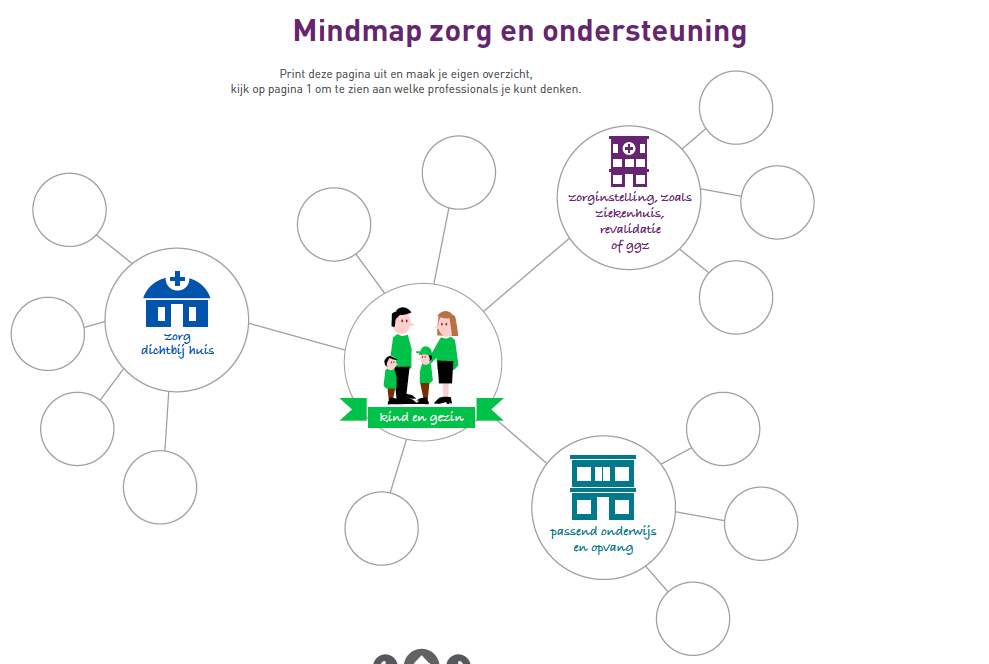 Mindmap zorg en ondersteuning
Print deze pagina uit en maak je eigen overzicht,
kijk op pagina 1 om te zien aan welke professionals je kunt denken.
zorginstelling, zoals
ziekenhuis,
revalidatie
of ggz
zorg
dichtbij huis
kind en gezin
passend onderwijs
en opvang